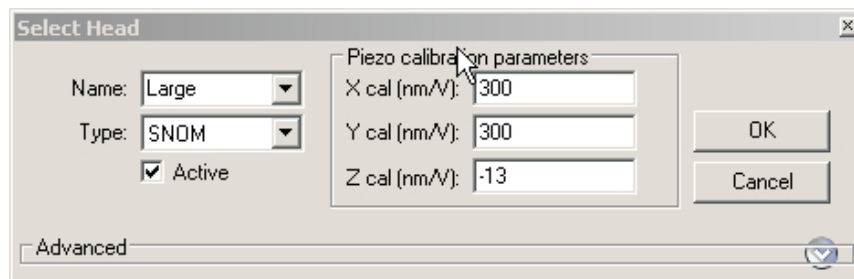 Select Head
Name: Large
Type: SNOM
Active
Piezo calibration parameters
X cal (nm/V): 300
Y cal (nm/V): 300
Z cal (nm/V): -13
OK
Cancel
Advanced